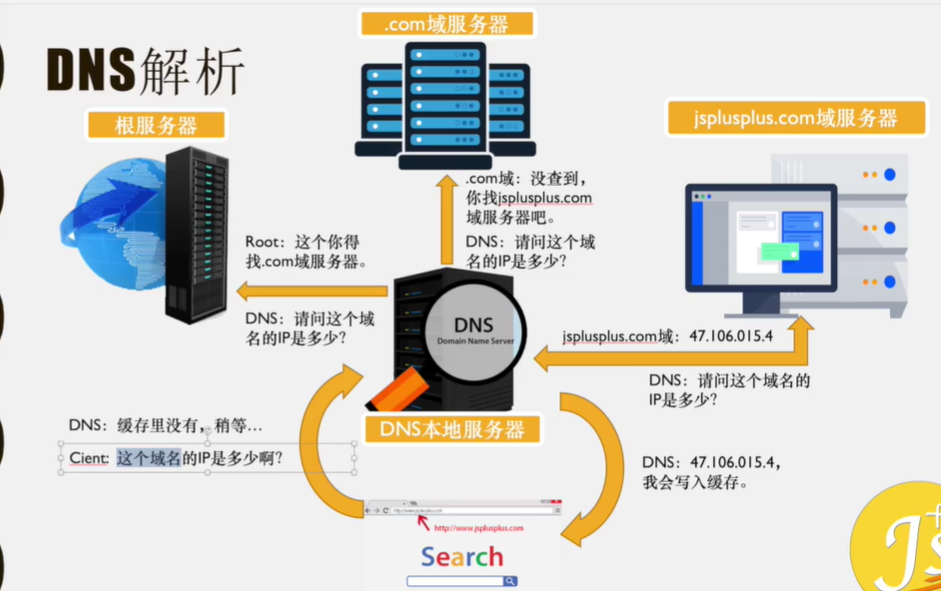 DNS解析
.com域服务器
根服务器
jsplusplus.com域服务器
.com域：没查到，
你找jsplusplus.com
域服务器吧。
DNS：请问这个域
名的IP是多少？
Root：这个你得
找.com域服务器。
DNS：请问这个域
名的IP是多少？
DNS
Domain Name Server
jsplusplus.com域：47.106.015.4
DNS：请问这个域名的
IP是多少？
DNS本地服务器
DNS：缓存里没有，稍等…
Cient: 这个域名的IP是多少啊？
DNS：47.106.015.4，
我会写入缓存。
http://www.jsplusplus.com
http://www.jsplusplus.com
Search
JS+